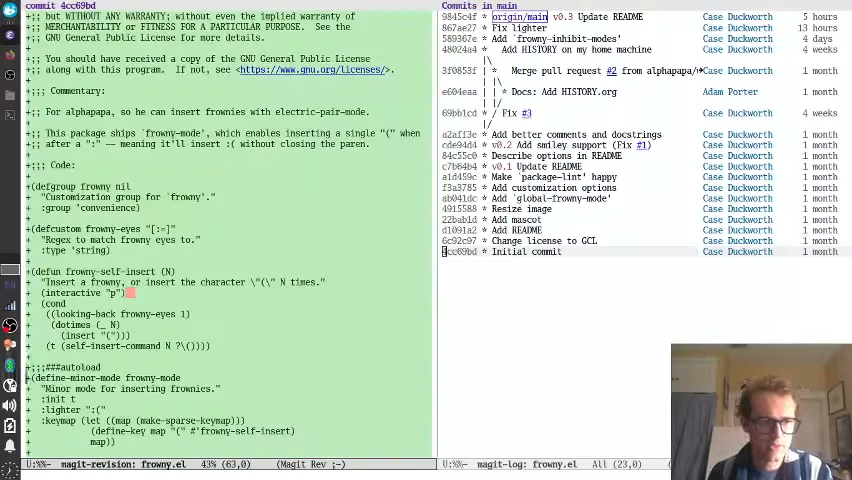 commit 4cc69bd
+;; but WITHOUT ANY WARRANTY; without even the implied warranty of
+;; MERCHANTABILITY or FITNESS FOR A PARTICULAR PURPOSE.  See the
+;; GNU General Public License for more details.
+
+;; You should have received a copy of the GNU General Public License
+;; along with this program.  If not, see <https://www.gnu.org/licenses/>.
+
+;;; Commentary:
+
+;; For alphapapa, so he can insert frownies with electric-pair-mode.
+
+;; This package ships `frowny-mode', which enables inserting a single "(" when
+;; after a ":" -- meaning it'll insert :( without closing the paren.
+
+;;; Code:
+
+(defgroup frowny nil
+  "Customization group for `frowny'."
+  :group 'convenience)
+
+(defcustom frowny-eyes "[:=]"
+  "Regex to match frowny eyes to."
+  :type 'string)
+
+(defun frowny-self-insert (N)
+  "Insert a frowny, or insert the character \"(\" N times."
+  (interactive "p")
+  (cond
+   ((looking-back frowny-eyes 1)
+    (dotimes (_ N)
+      (insert "(")))
+   (t (self-insert-command N ?\())))
+
+;;;###autoload
+(define-minor-mode frowny-mode
+  "Minor mode for inserting frownies."
+  :init t
+  :lighter ":("
+  :keymap (let ((map (make-sparse-keymap)))
+            (define-key map "(" #'frowny-self-insert)
+            map))
+
U:%%-  magit-revision: frowny.el   43% (63,0)     (Magit Rev ;-)
Commits in main
9845c4f * origin/main v0.3 Update README Case Duckworth 5 hours
867ae27 * Fix lighter Case Duckworth 13 hours
589367e * Add `frowny-inhibit-modes' Case Duckworth 4 days
48024a4 *   Add HISTORY on my home machine Case Duckworth 4 weeks
|\
3f0853f | *   Merge pull request #2 from alphapapa/ Case Duckworth 1 month
| |\
e604eaa | | * Docs: Add HISTORY.org Adam Porter 1 month
| |/
69bb1cd * / Fix #3 Case Duckworth 4 weeks
|/
a2aff3e * Add better comments and docstrings Case Duckworth 1 month
cde94d4 * v0.2 Add smiley support (Fix #1) Case Duckworth 1 month
84c55c0 * Describe options in README Case Duckworth 1 month
c7b64b4 * v0.1 Update README Case Duckworth 1 month
a1d459c * Make `package-lint' happy Case Duckworth 1 month
f3a3785 * Add customization options Case Duckworth 1 month
ab041dc * Add `global-frowny-mode' Case Duckworth 1 month
4915588 * Resize image Case Duckworth 1 month
22bab1d * Add mascot Case Duckworth 1 month
d1091a2 * Add README Case Duckworth 1 month
6c92c97 * Change license to GCL Case Duckworth 1 month
4cc69bd * Initial commit Case Duckworth 1 month
U:%%-  magit-log: frowny.el   All (23,0)